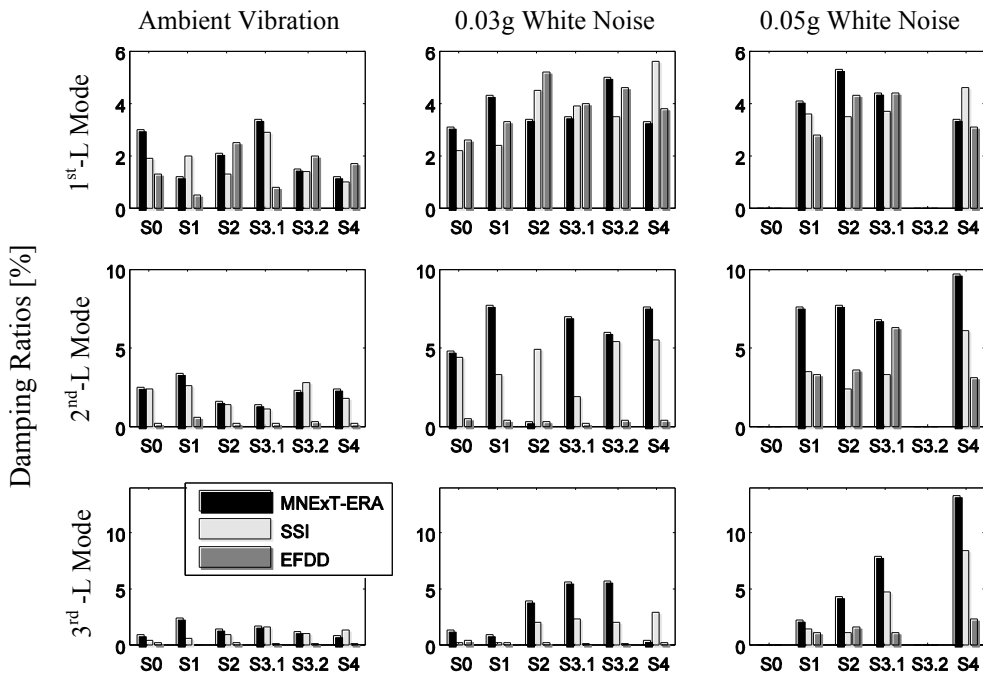 Ambient Vibration 0.03g White Noise 0.05g White Noise
Damping Ratios [%]
1st-L Mode
6 6 6
4 4 4
2 2 2
0 0 0
S0 S1 S2 S3.1 S3.2 S4 S0 S1 S2 S3.1 S3.2 S4 S0 S1 S2 S3.1 S3.2 S4
2nd-L Mode
10 10 10
5 5 5
0 0 0
S0 S1 S2 S3.1 S3.2 S4 S0 S1 S2 S3.1 S3.2 S4 S0 S1 S2 S3.1 S3.2 S4
3rd -L Mode
10 10 10
5 5 5
0 0 0
MNExT-ERA
SSI
EFDD
S0 S1 S2 S3.1 S3.2 S4 S0 S1 S2 S3.1 S3.2 S4 S0 S1 S2 S3.1 S3.2 S4